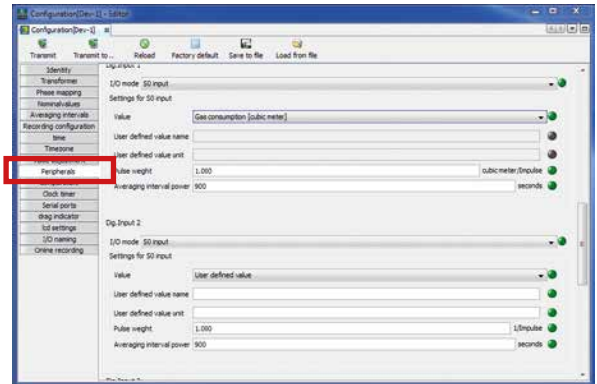 Configuration[Dev-1] - Editor
Configuration[Dev-1]
Transmit Transmit to .. Reload Factory default Save to file Load from file
Identity
Transformer
Phase mapping
Nominalvalues
Averaging intervals
Recording configuration
time
Timezone
Peripherals
Clock timer
Serial ports
drag indicator
lcd settings
I/O naming
Online recording
Dig.Input 1
I/O mode S0 input
Settings for S0 input
Value Gas consumption [cubic meter]
User defined value name
User defined value unit
Pulse weight 1.000 cubic meter/Impulse
Averaging interval power 900 seconds
Dig.Input 2
I/O mode S0 input
Settings for S0 input
Value User defined value
User defined value name
User defined value unit
Pulse weight 1.000 1/Impulse
Averaging interval power 900 seconds